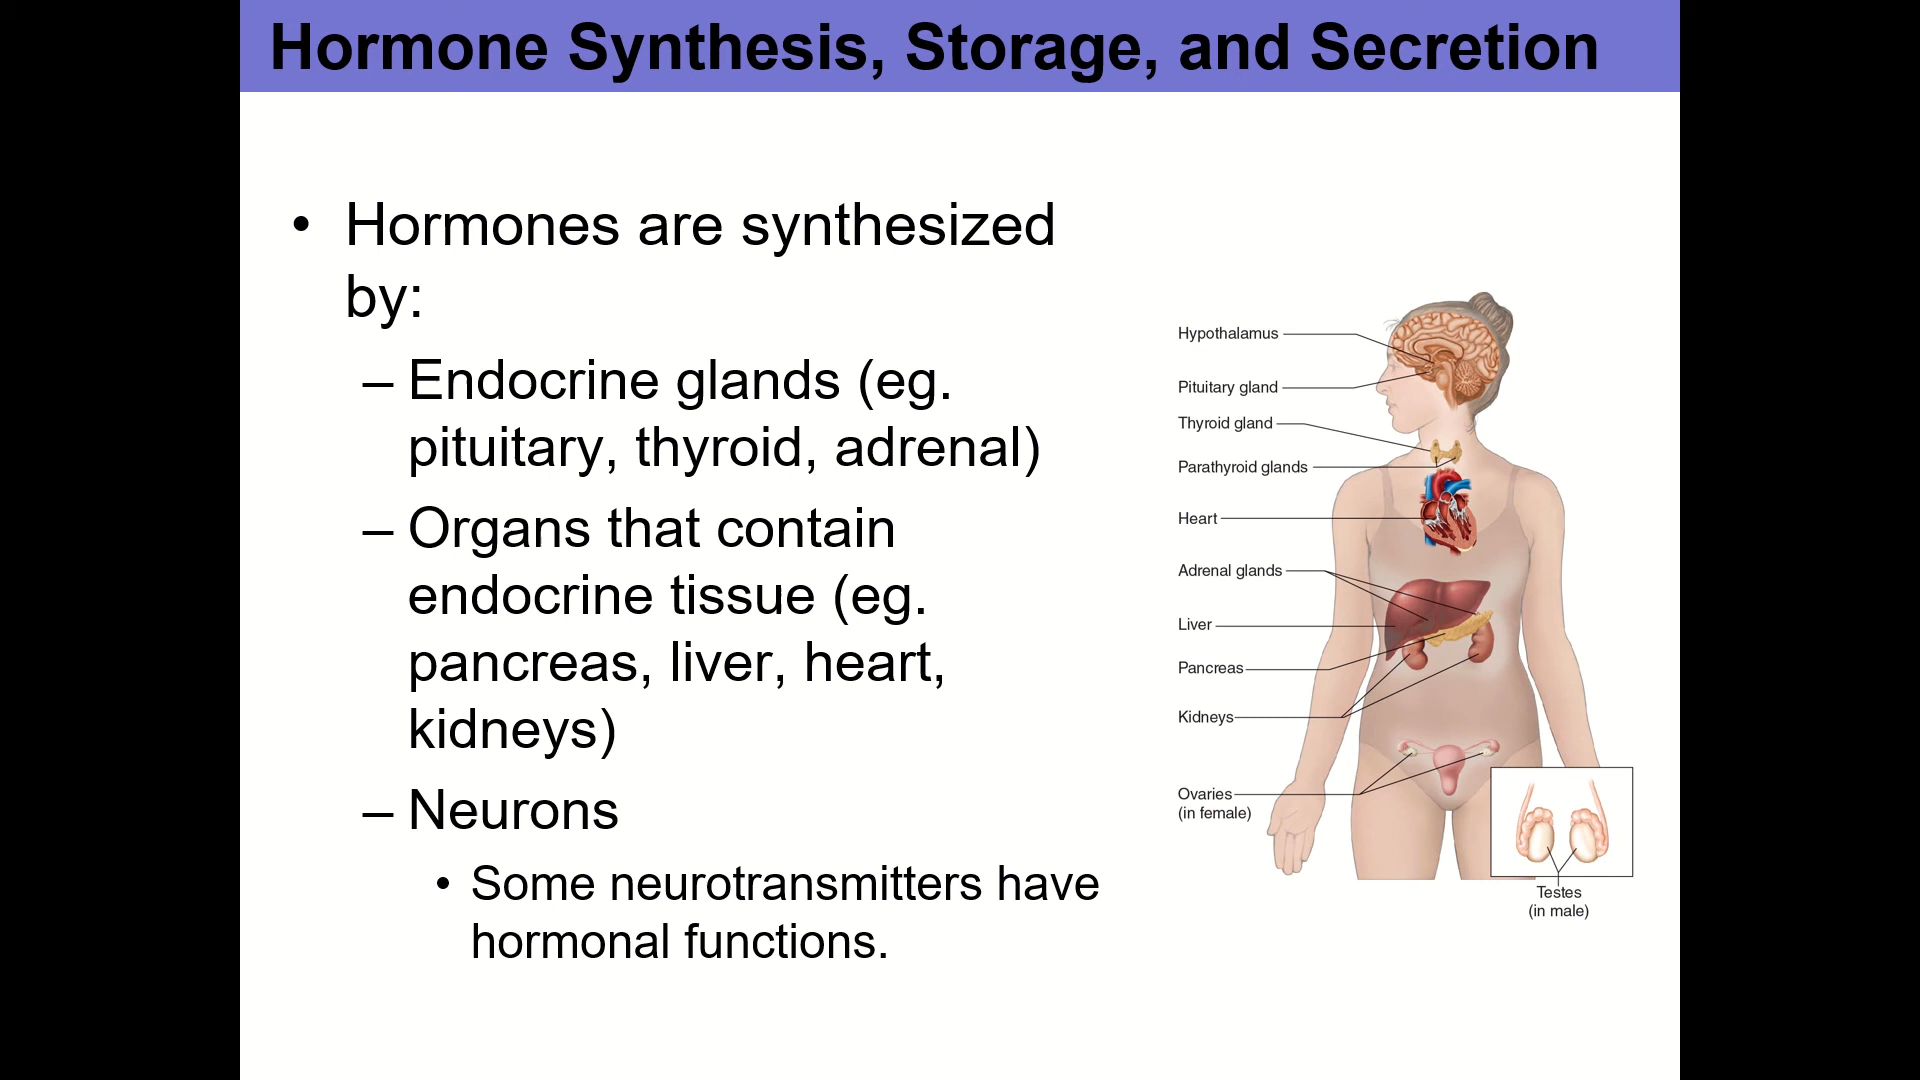 Hormone Synthesis, Storage, and Secretion
• Hormones are synthesized
by:
– Endocrine glands (eg.
pituitary, thyroid, adrenal)
– Organs that contain
endocrine tissue (eg.
pancreas, liver, heart,
kidneys)
– Neurons
• Some neurotransmitters have
hormonal functions.
Hypothalamus
Pituitary gland
Thyroid gland
Parathyroid glands
Heart
Adrenal glands
Liver
Pancreas
Kidneys
Ovaries
(in female)
Testes
(in male)